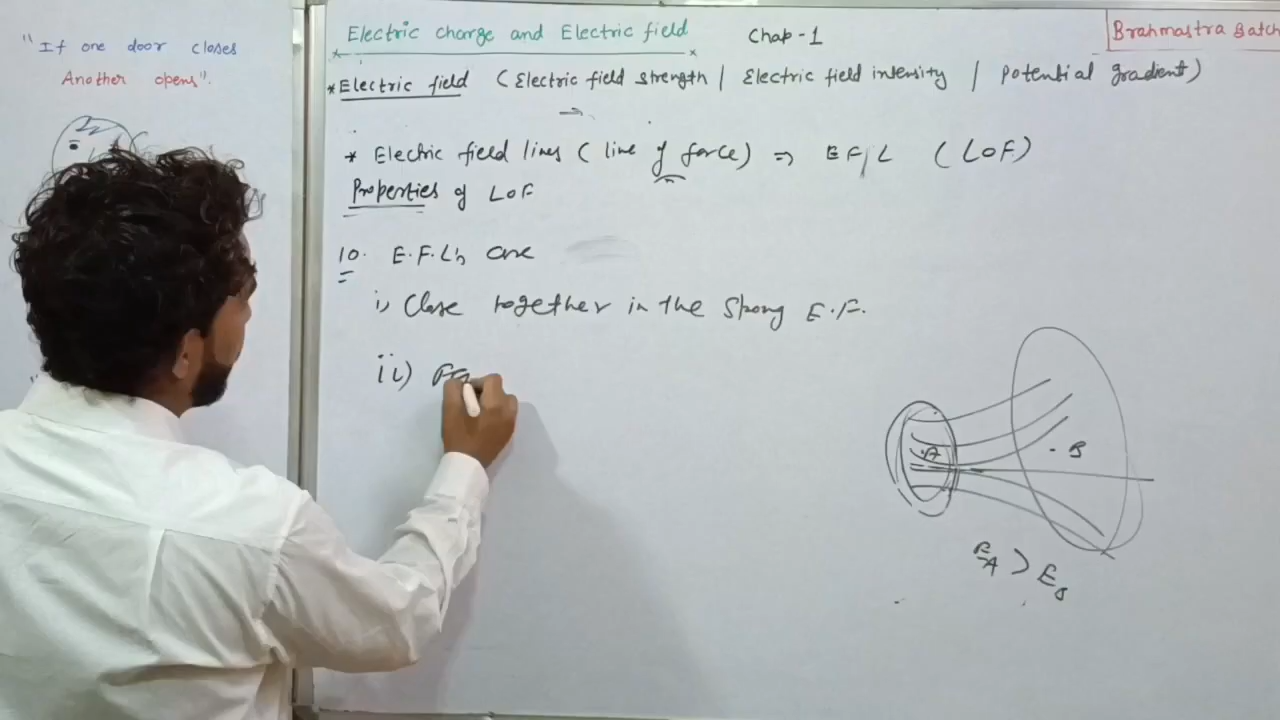 "If one door closes
Another opens".
Electric charge and Electric field Chap-1
Brahmastra Batch
* Electric field (Electric field strength / Electric field intensity / Potential gradient)
* Electric field lines (line of force) ⇒ EF/L (LOF)
Properties of LOF
10. E.F.L's are
i) Close together in the strong E.F.
ii)
.A
. B
E_A > E_B